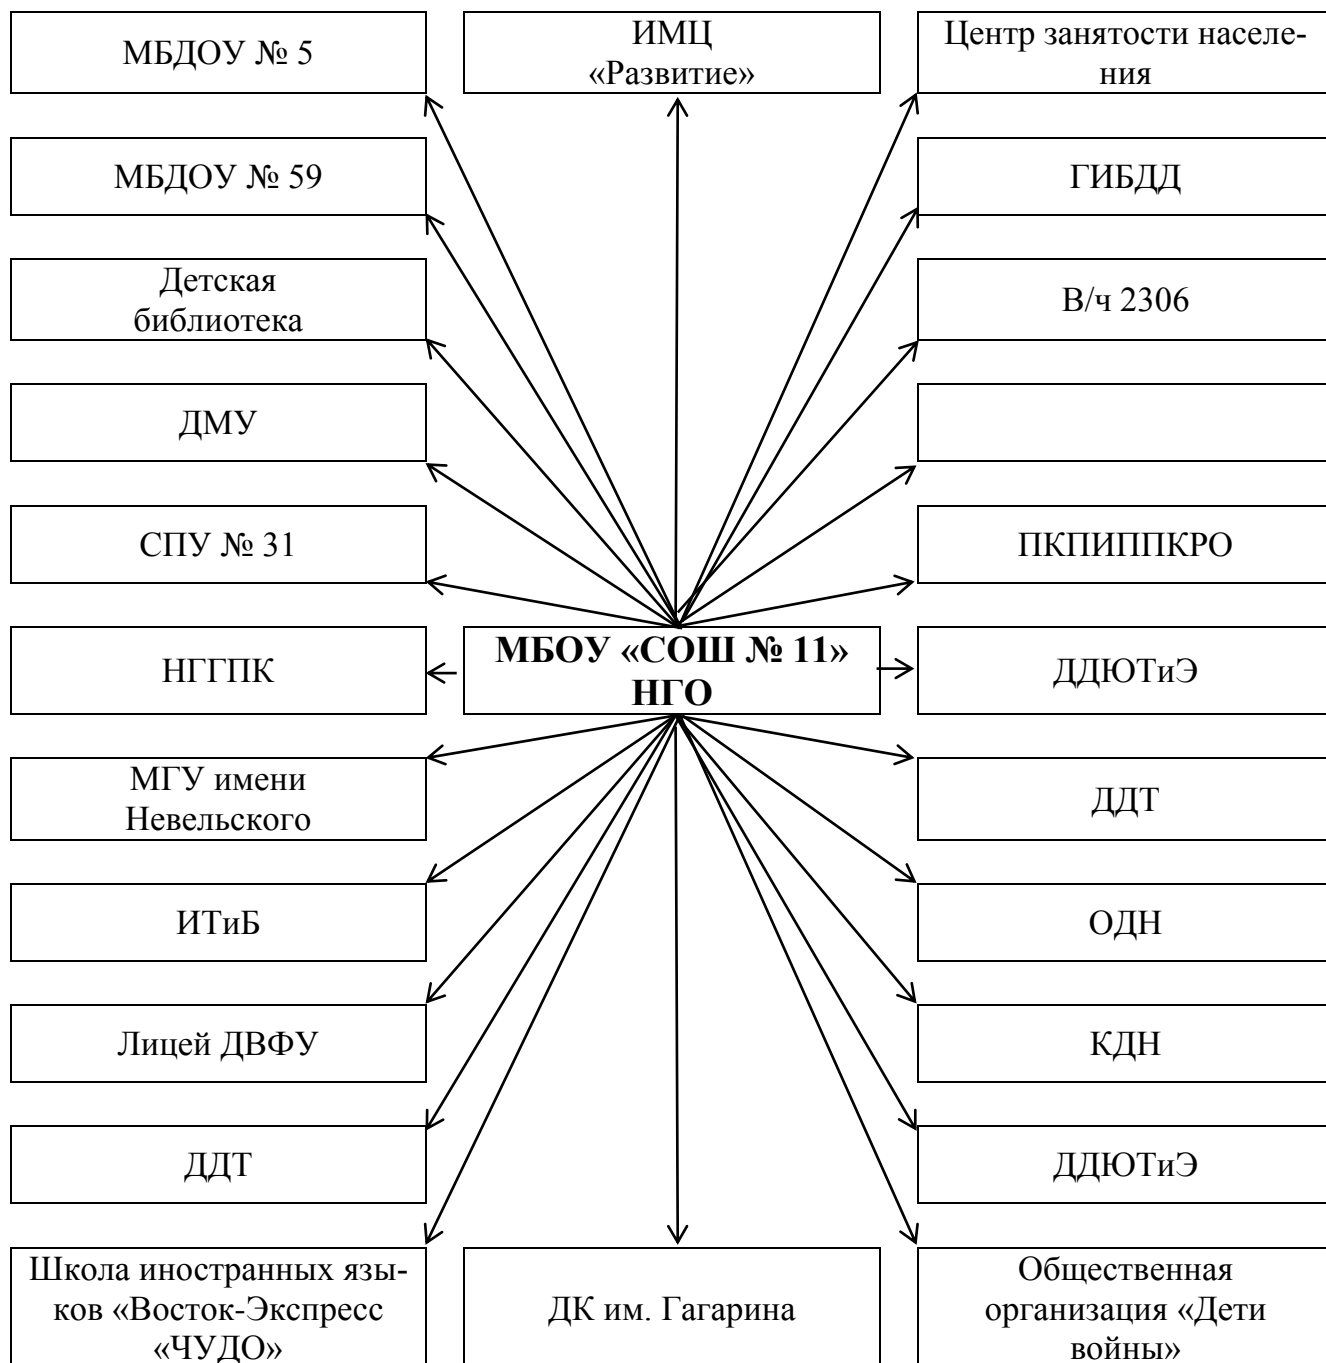 МБДОУ № 5
ИМЦ
«Развитие»
Центр занятости населе-
ния
МБДОУ № 59
ГИБДД
Детская
библиотека
В/ч 2306
ДМУ
СПУ № 31
ПКПИППКРО
НГГПК
МБОУ «СОШ № 11»
НГО
ДДЮТиЭ
МГУ имени
Невельского
ДДТ
ИТиБ
ОДН
Лицей ДВФУ
КДН
ДДТ
ДДЮТиЭ
Школа иностранных язы-
ков «Восток-Экспресс
«ЧУДО»
ДК им. Гагарина
Общественная
организация «Дети
войны»